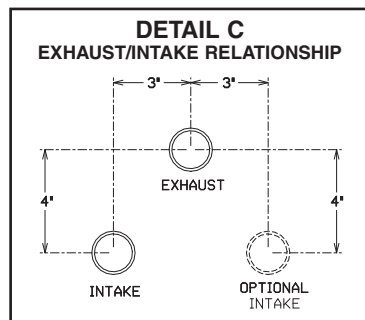 DETAIL C
EXHAUST/INTAKE RELATIONSHIP
3" 3"
EXHAUST
4" 4"
INTAKE
OPTIONAL
INTAKE